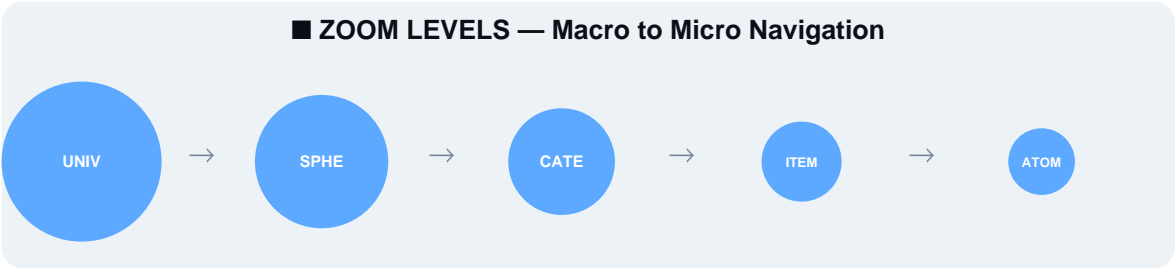 ■ ZOOM LEVELS — Macro to Micro Navigation
UNIV → SPHE → CATE → ITEM → ATOM